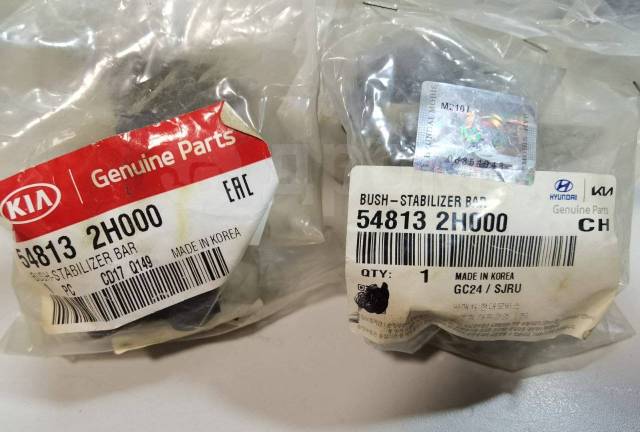 KIA
Genuine Parts
54813 2H000
BUSH-STABILIZER BAR
PC CD17 Q149
MADE IN KOREA
EAC
BUSH-STABILIZER BAR
54813 2H000
HYUNDAI
KIA
Genuine Parts
CH
QTY: 1
MADE IN KOREA
GC24 / SJRU